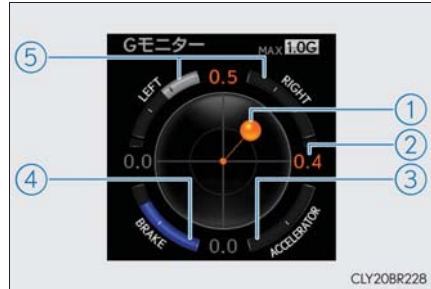 Gモニター
MAX 1.0G
⑤
LEFT
0.5
RIGHT
①
0.0
0.4
②
④
③
BRAKE
0.0
ACCELERATOR
CLY20BR228